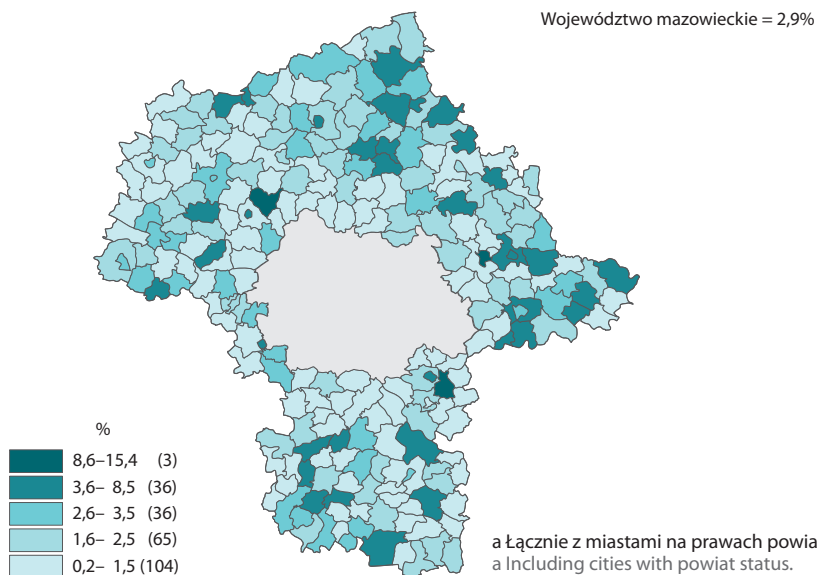 Województwo mazowieckie = 2,9%
%
8,6–15,4 (3)
3,6– 8,5 (36)
2,6– 3,5 (36)
1,6– 2,5 (65)
0,2– 1,5 (104)
a Łącznie z miastami na prawach powia
a Including cities with powiat status.